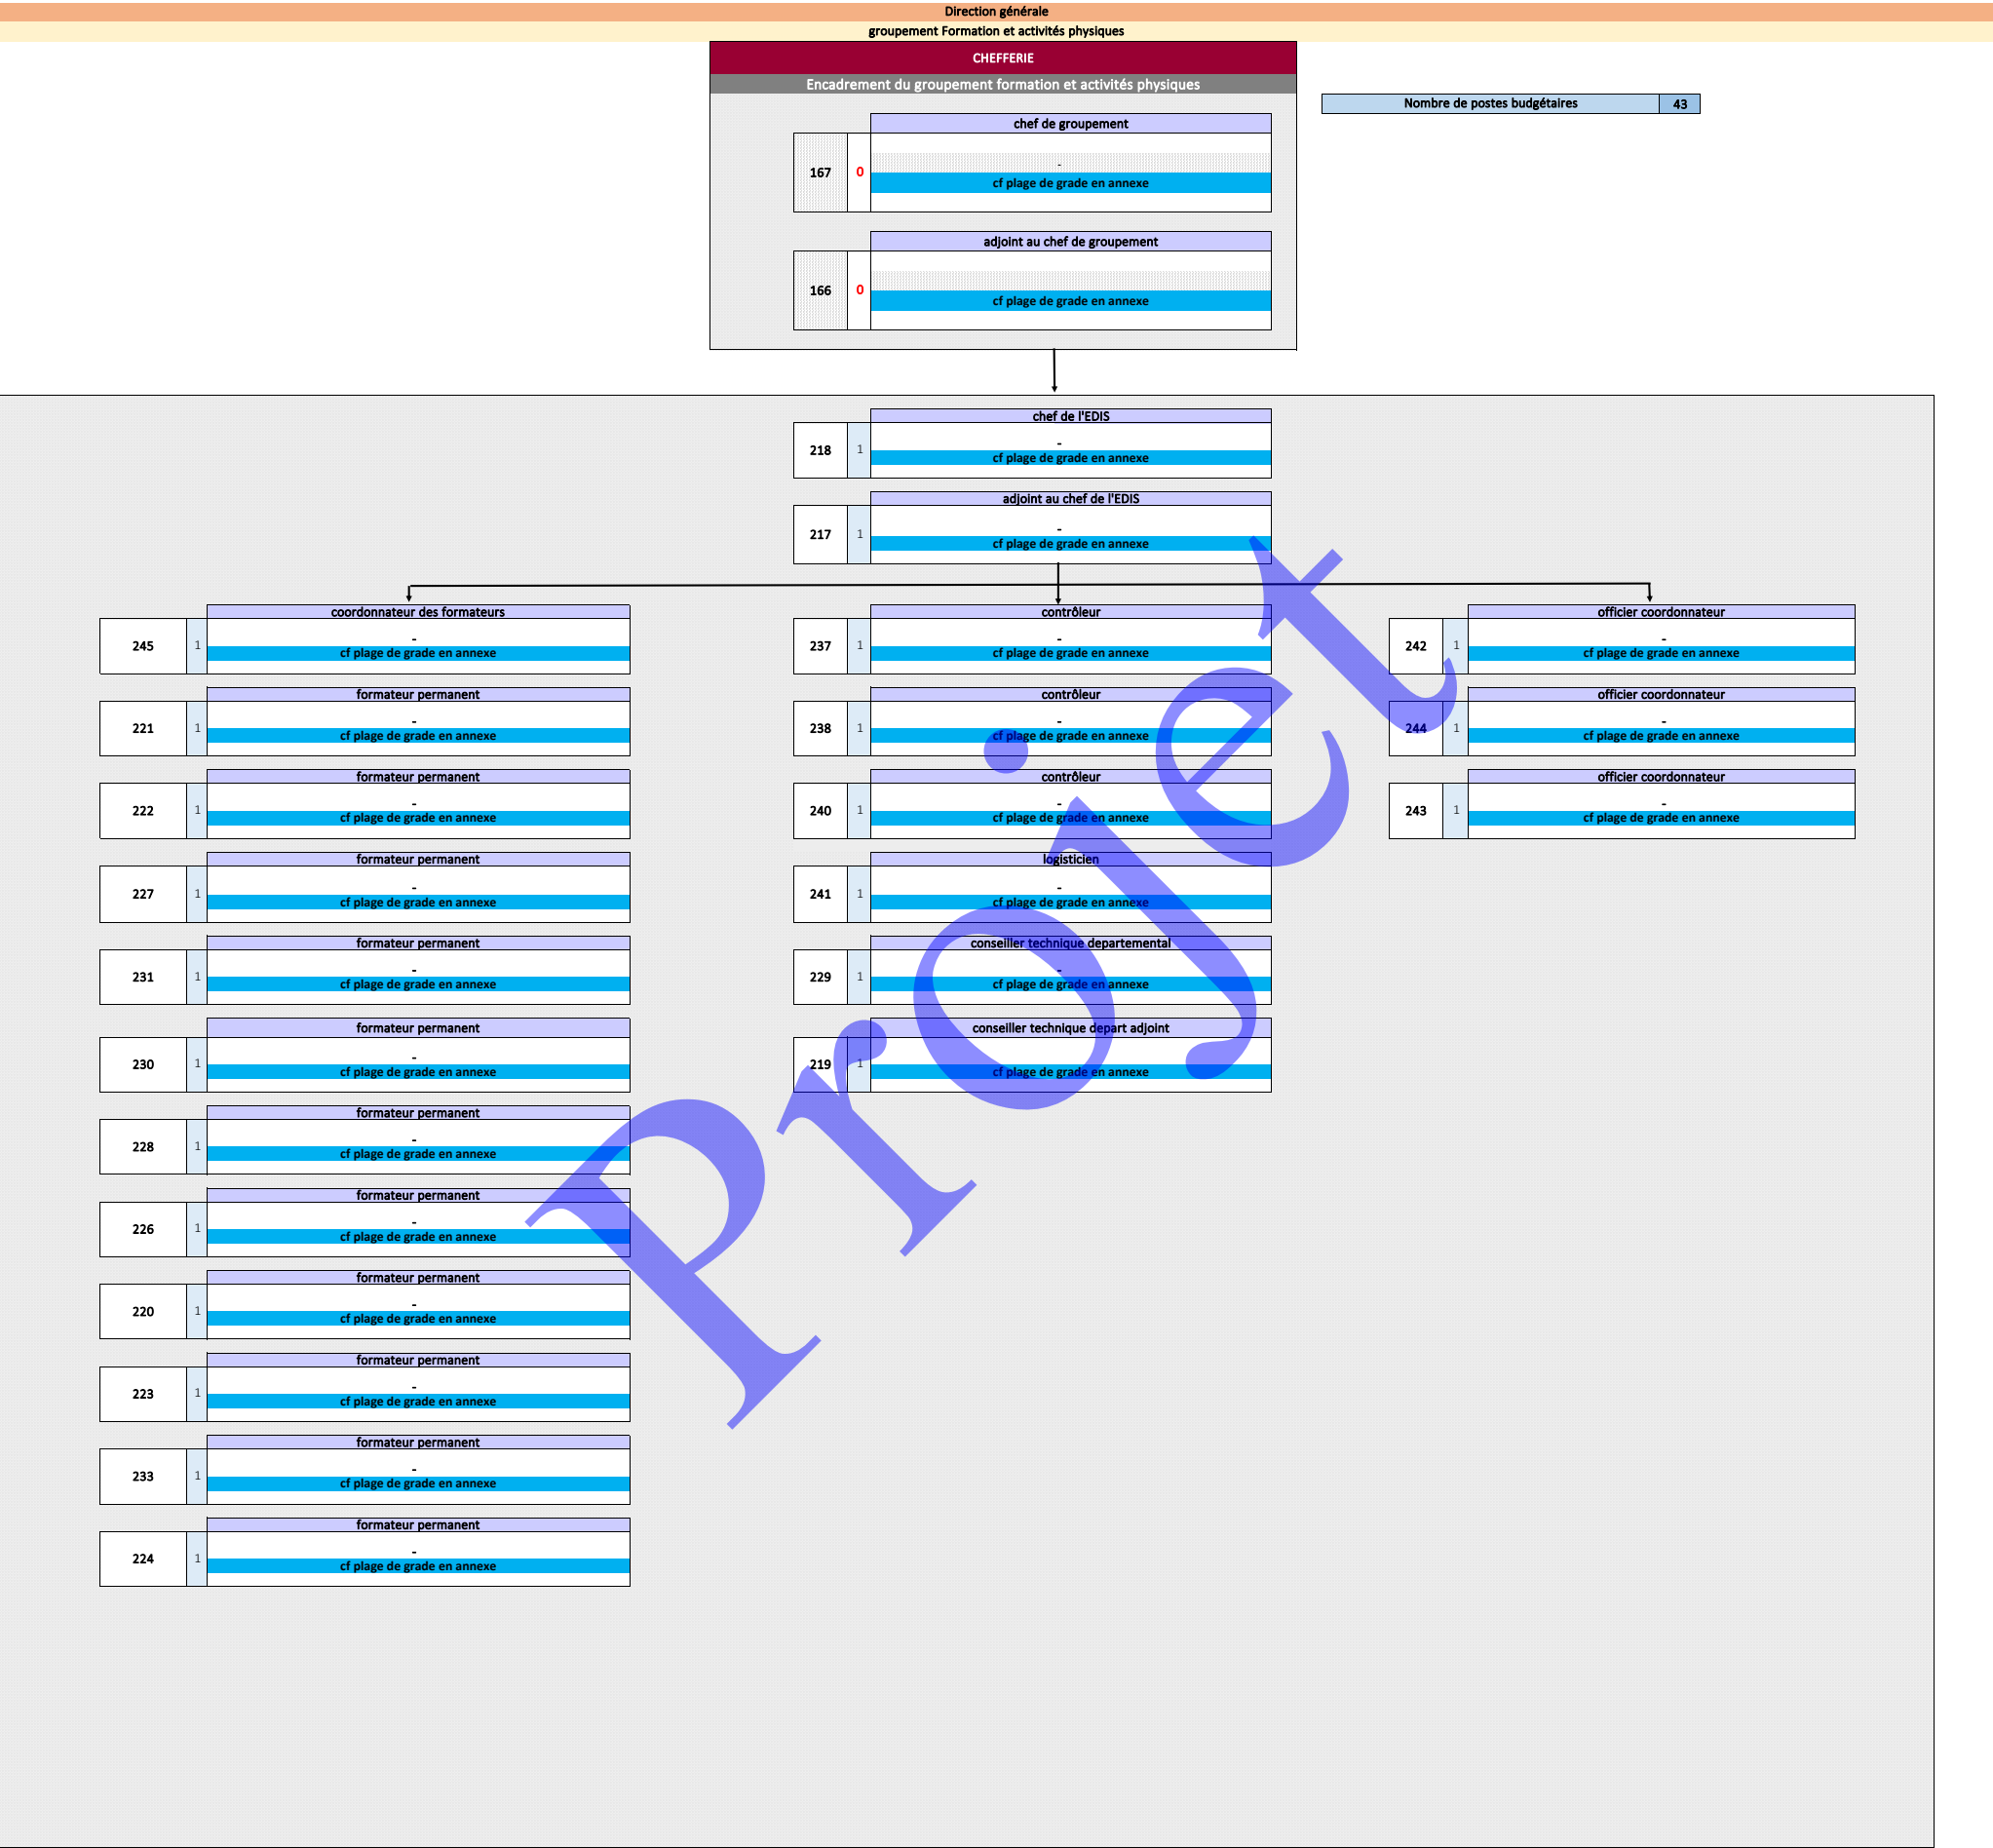 Direction générale
groupement Formation et activités physiques
CHEFFERIE
Encadrement du groupement formation et activités physiques
Nombre de postes budgétaires 43
chef de groupement
-
167 0
cf plage de grade en annexe
adjoint au chef de groupement
166 0
cf plage de grade en annexe
chef de l'EDIS
-
218 1
cf plage de grade en annexe
adjoint au chef de l'EDIS
-
217 1
cf plage de grade en annexe
coordonnateur des formateurs
-
245 1
cf plage de grade en annexe
formateur permanent
-
221 1
cf plage de grade en annexe
formateur permanent
-
222 1
cf plage de grade en annexe
formateur permanent
-
227 1
cf plage de grade en annexe
formateur permanent
-
231 1
cf plage de grade en annexe
formateur permanent
-
230 1
cf plage de grade en annexe
formateur permanent
-
228 1
cf plage de grade en annexe
formateur permanent
-
226 1
cf plage de grade en annexe
formateur permanent
-
220 1
cf plage de grade en annexe
formateur permanent
-
223 1
cf plage de grade en annexe
formateur permanent
-
233 1
cf plage de grade en annexe
formateur permanent
-
224 1
cf plage de grade en annexe
contrôleur
-
237 1
cf plage de grade en annexe
contrôleur
-
238 1
cf plage de grade en annexe
contrôleur
-
240 1
cf plage de grade en annexe
logisticien
-
241 1
cf plage de grade en annexe
conseiller technique departemental
-
229 1
cf plage de grade en annexe
conseiller technique depart adjoint
219 1
cf plage de grade en annexe
officier coordonnateur
-
242 1
cf plage de grade en annexe
officier coordonnateur
-
244 1
cf plage de grade en annexe
officier coordonnateur
-
243 1
cf plage de grade en annexe
Projet